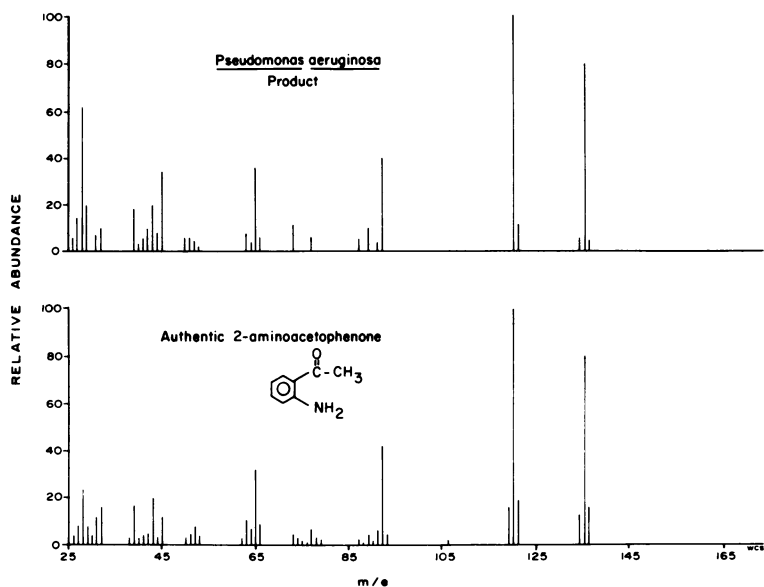 100
80
60
40
20
0
Pseudomonas aeruginosa
Product
RELATIVE ABUNDANCE
100
80
60
40
20
0
Authentic 2-aminoacetophenone
O
C-CH3
NH2
25 45 65 85 105 125 145 165
wcs
m/e